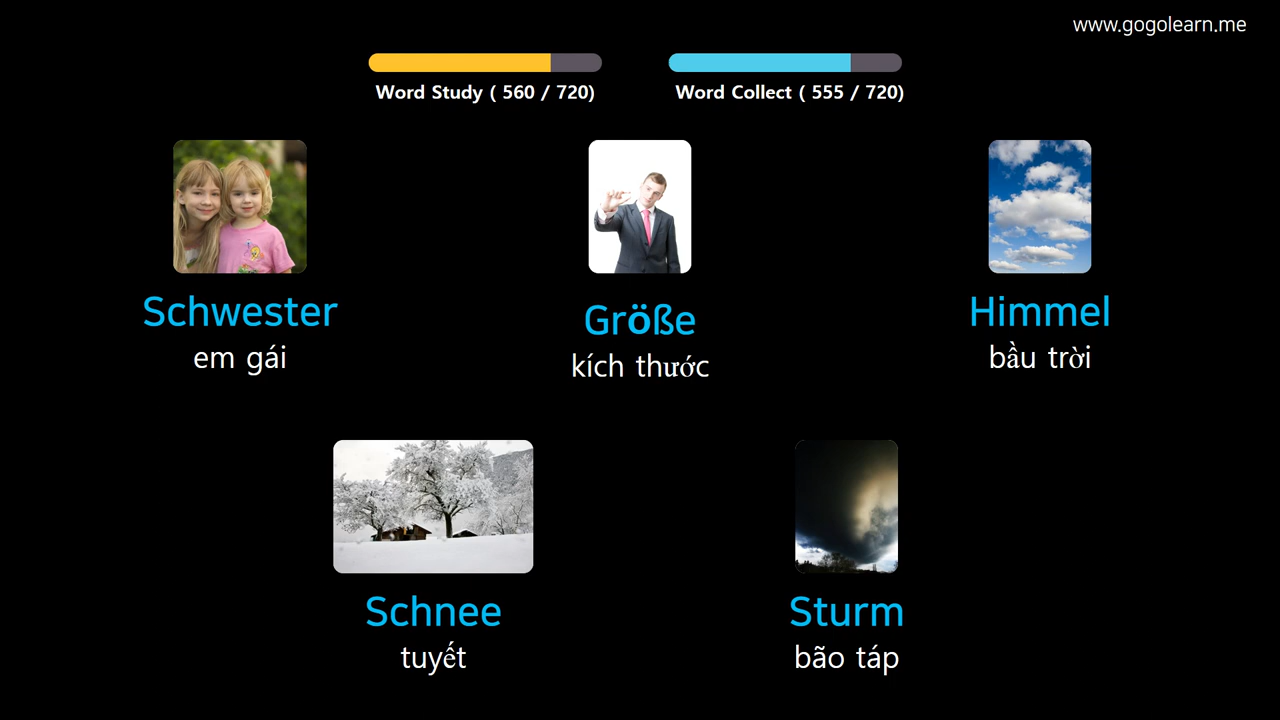 www.gogolearn.me
Word Study ( 560 / 720)
Word Collect ( 555 / 720)
Schwester
em gái
Größe
kích thước
Himmel
bầu trời
Schnee
tuyết
Sturm
bão táp